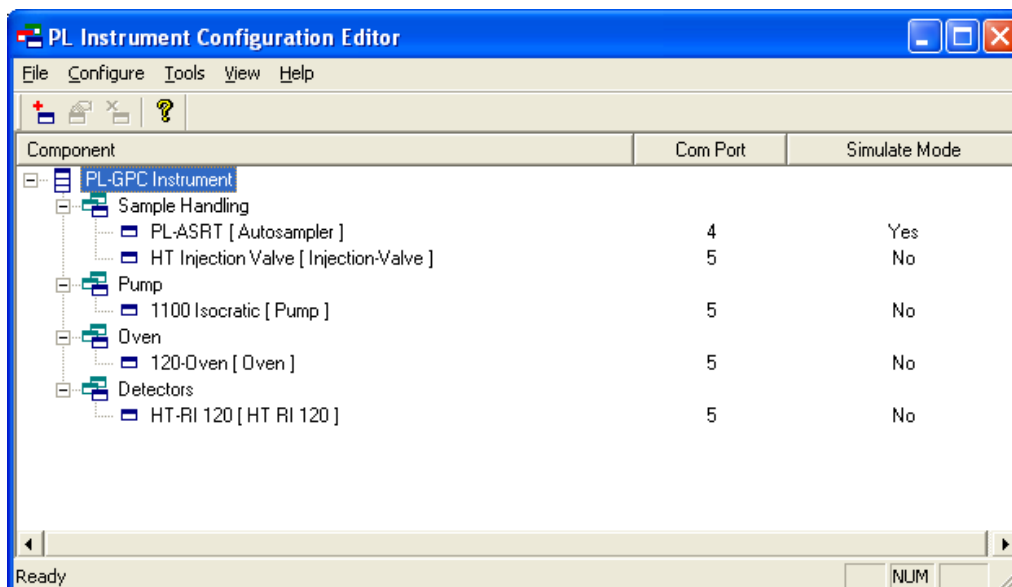 PL Instrument Configuration Editor
File Configure Tools View Help
Component Com Port Simulate Mode
PL-GPC Instrument
Sample Handling
PL-ASRT [ Autosampler ] 4 Yes
HT Injection Valve [ Injection-Valve ] 5 No
Pump
1100 Isocratic [ Pump ] 5 No
Oven
120-Oven [ Oven ] 5 No
Detectors
HT-RI 120 [ HT RI 120 ] 5 No
Ready NUM